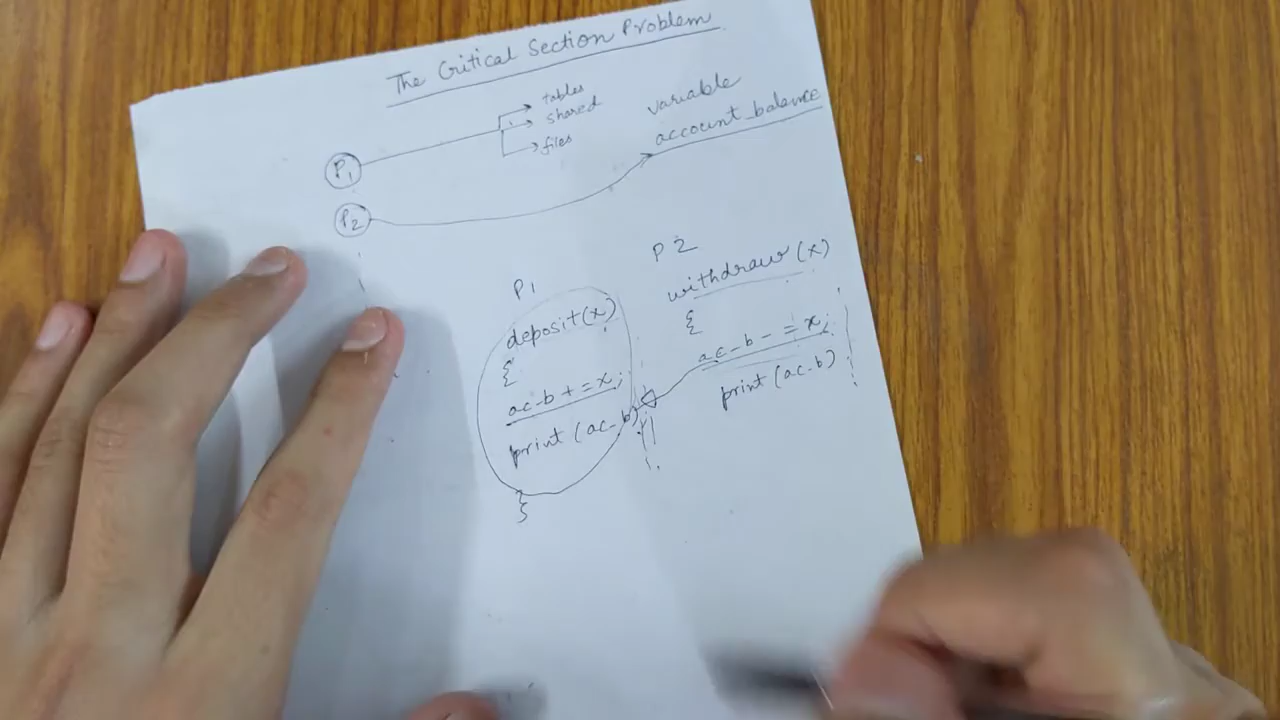 The Critical Section Problem
tables
shared
files
variable
account_balance
P1
P2
P1
deposit(x)
{
ac-b+=x;
print(ac-b)
}
P2
withdraw(x)
{
ac-b-=x;
print(ac-b)